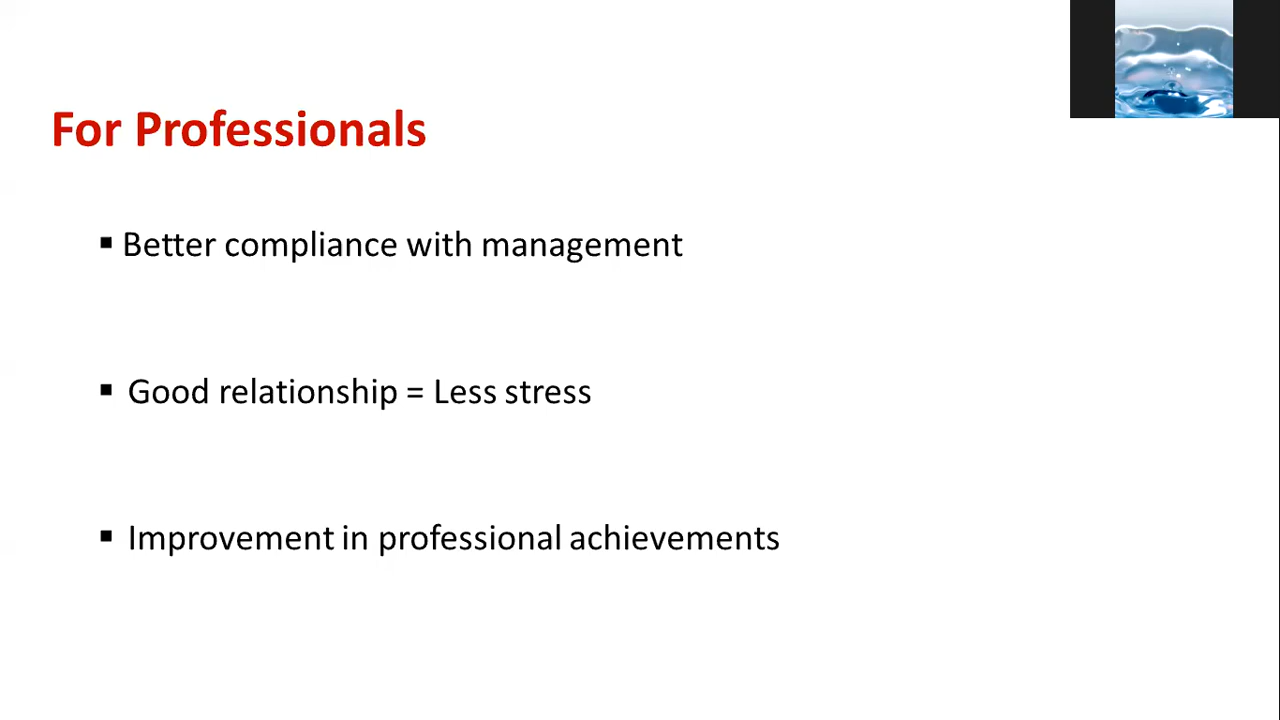 For Professionals
▪ Better compliance with management
▪ Good relationship = Less stress
▪ Improvement in professional achievements